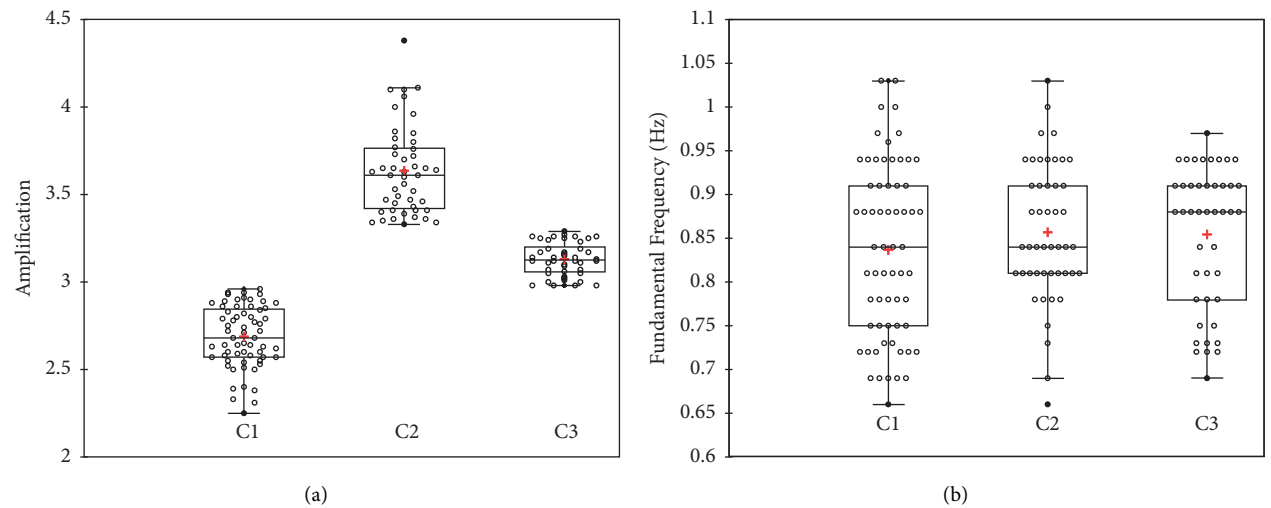 4.5
4
3.5
3
2.5
2
Amplification
C1
C2
C3
(a)
1.1
1.05
1
0.95
0.9
0.85
0.8
0.75
0.7
0.65
0.6
Fundamental Frequency (Hz)
C1
C2
C3
(b)